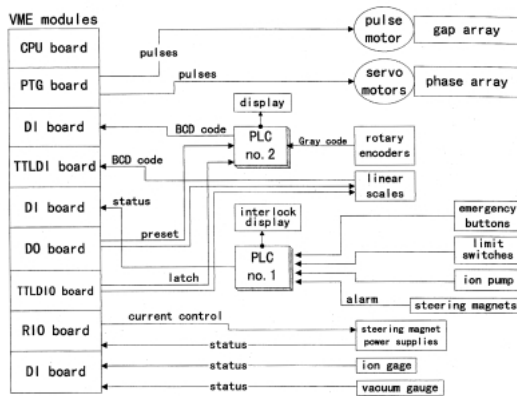 VME modules
CPU board
PTG board
DI board
TTLDI board
DI board
DO board
TTLDIO board
RIO board
DI board
pulses
pulses
BCD code
BCD code
status
preset
latch
current control
status
status
status
display
PLC
no.2
Gray code
interlock
display
PLC
no.1
alarm
pulse
motor
gap array
servo
motors
phase array
rotary
encoders
linear
scales
emergency
buttons
limit
switches
ion pump
steering magnets
steering magnet
power supplies
ion gage
vacuum gauge